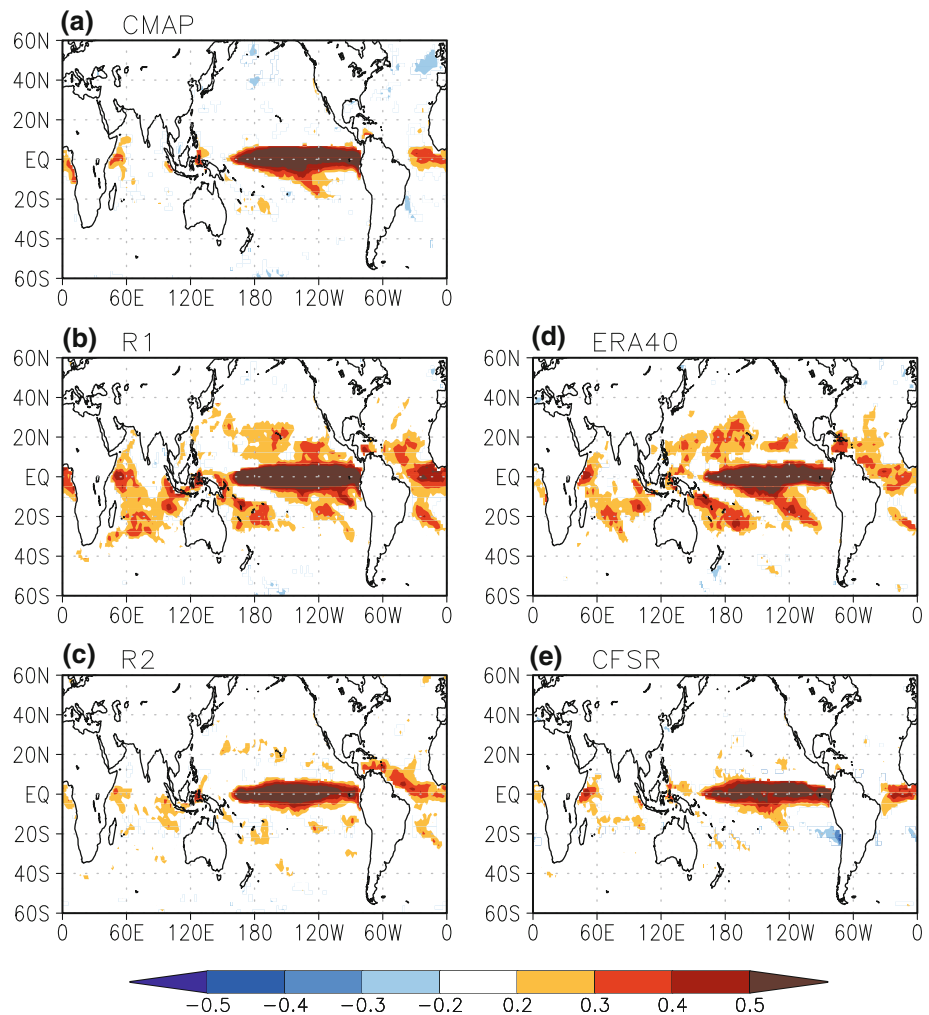 (a) CMAP
60N
40N
20N
EQ
20S
40S
60S
0 60E 120E 180 120W 60W 0
(b) R1
60N
40N
20N
EQ
20S
40S
60S
0 60E 120E 180 120W 60W 0
(d) ERA40
60N
40N
20N
EQ
20S
40S
60S
0 60E 120E 180 120W 60W 0
(c) R2
60N
40N
20N
EQ
20S
40S
60S
0 60E 120E 180 120W 60W 0
(e) CFSR
60N
40N
20N
EQ
20S
40S
60S
0 60E 120E 180 120W 60W 0
−0.5 −0.4 −0.3 −0.2 0.2 0.3 0.4 0.5